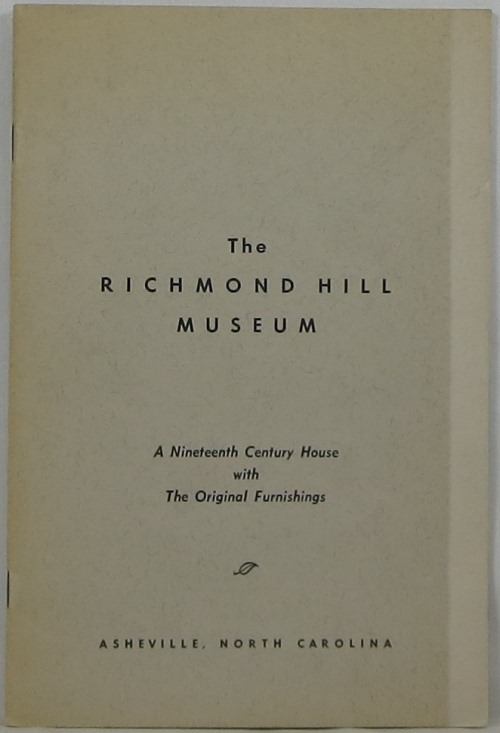 The
RICHMOND HILL
MUSEUM
A Nineteenth Century House
with
The Original Furnishings
ASHEVILLE, NORTH CAROLINA